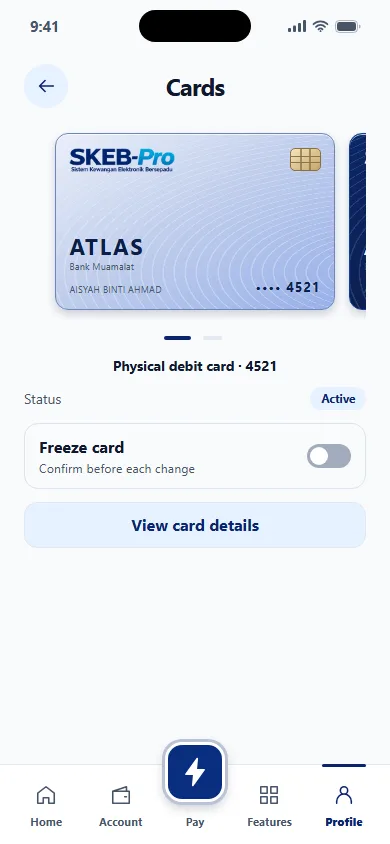 9:41
Cards
SKEB-Pro
Sistem Kewangan Elektronik Bersepadu
ATLAS
Bank Muamalat
AISYAH BINTI AHMAD
•••• 4521
Physical debit card · 4521
Status
Active
Freeze card
Confirm before each change
View card details
Home
Account
Pay
Features
Profile